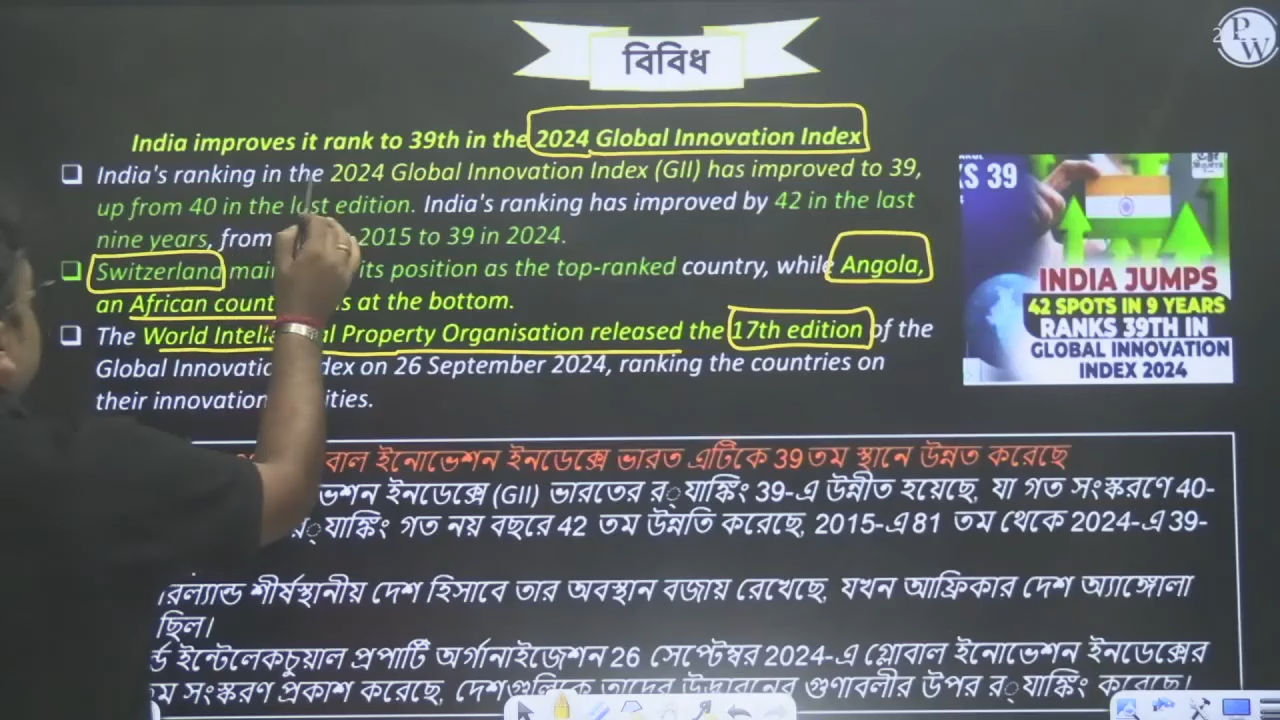 বিবিধ
PW
India improves it rank to 39th in the 2024 Global Innovation Index
India's ranking in the 2024 Global Innovation Index (GII) has improved to 39,
up from 40 in the last edition. India's ranking has improved by 42 in the last
nine years, from 2015 to 39 in 2024.
Switzerland its position as the top-ranked country, while Angola,
an African at the bottom.
The World Property Organisation released the 17th edition of the
Global on 26 September 2024, ranking the countries on
their innovation
KS 39
INDIA JUMPS
42 SPOTS IN 9 YEARS
RANKS 39TH IN
GLOBAL INNOVATION
INDEX 2024
ইনোভেশন ইনডেক্সে ভারত এটিকে 39 তম স্থানে উন্নত করেছে
ইনডেক্সে (GII) ভারতের র‍্যাঙ্কিং 39-এ উন্নীত হয়েছে, যা গত সংস্করণে 40-
র‍্যাঙ্কিং গত নয় বছরে 42 তম উন্নতি করেছে, 2015-এ 81 তম থেকে 2024-এ 39-
শীর্ষস্থানীয় দেশ হিসাবে তার অবস্থান বজায় রেখেছে, যখন আফ্রিকার দেশ অ্যাঙ্গোলা
ছিল।
ইন্টেলেকচুয়াল প্রপার্টি অর্গানাইজেশন 26 সেপ্টেম্বর 2024-এ গ্লোবাল ইনোভেশন ইনডেক্সের
সংস্করণ প্রকাশ করেছে, দেশগুলিকে তাদের উদ্ভাবনের গুণাবলীর উপর র‍্যাঙ্কিং করেছে।